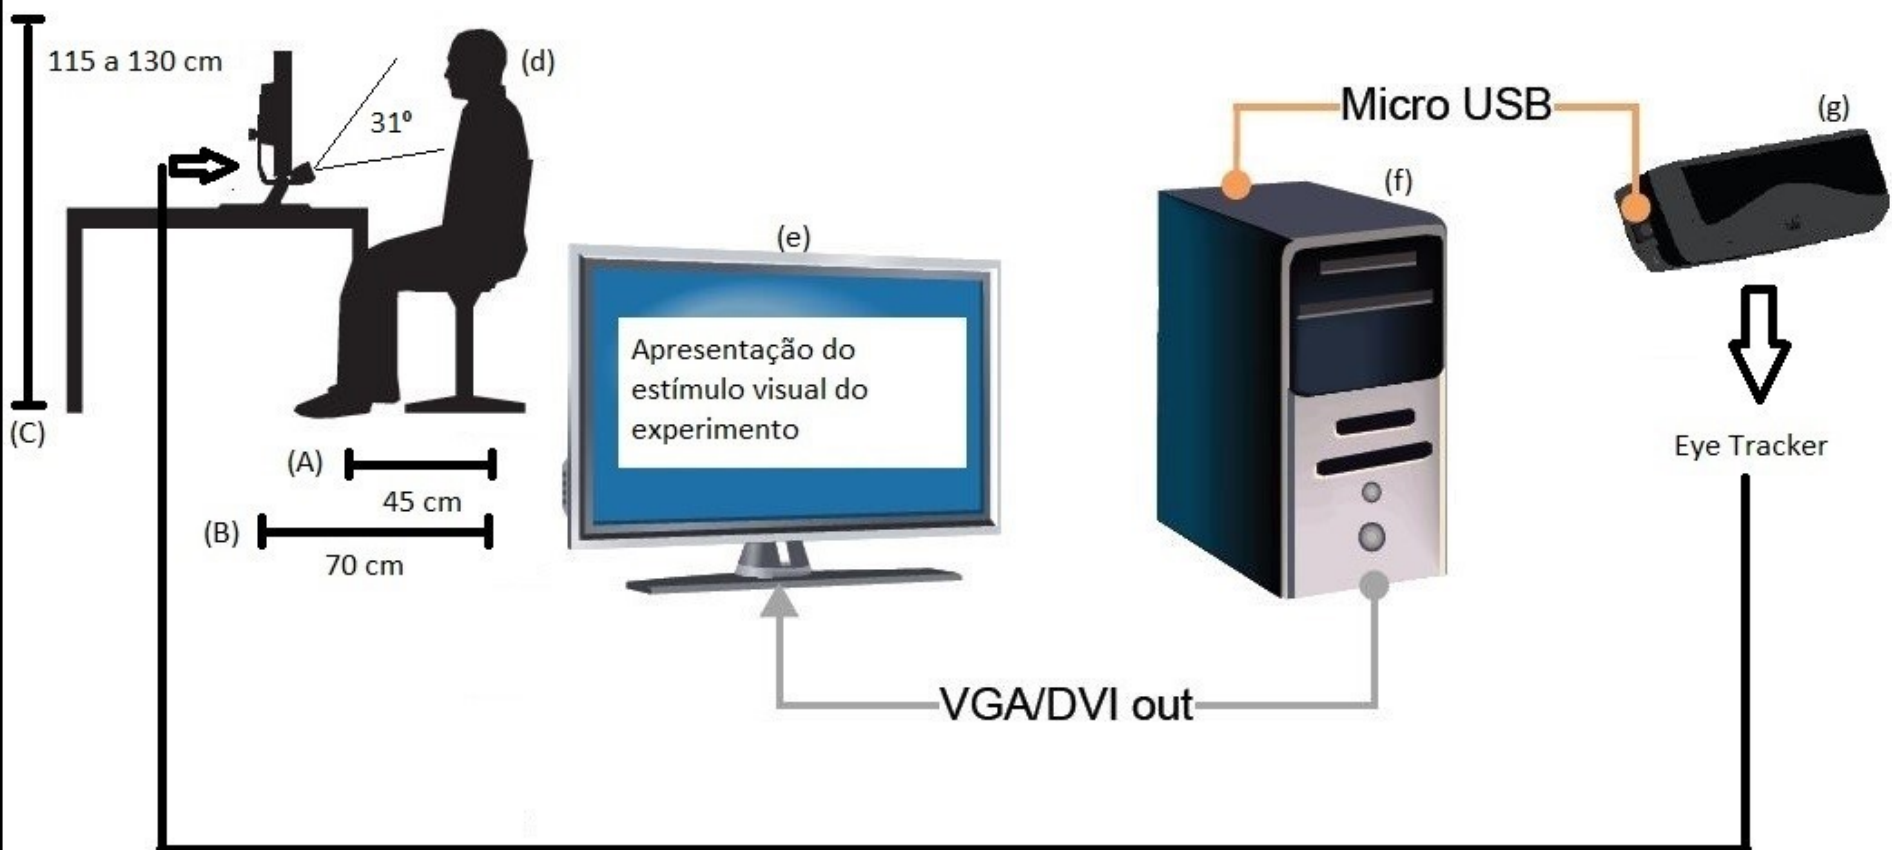 115 a 130 cm
(d)
31º
(C)
(A)
45 cm
(B)
70 cm
(e)
Apresentação do
estímulo visual do
experimento
Micro USB
(f)
(g)
Eye Tracker
VGA/DVI out